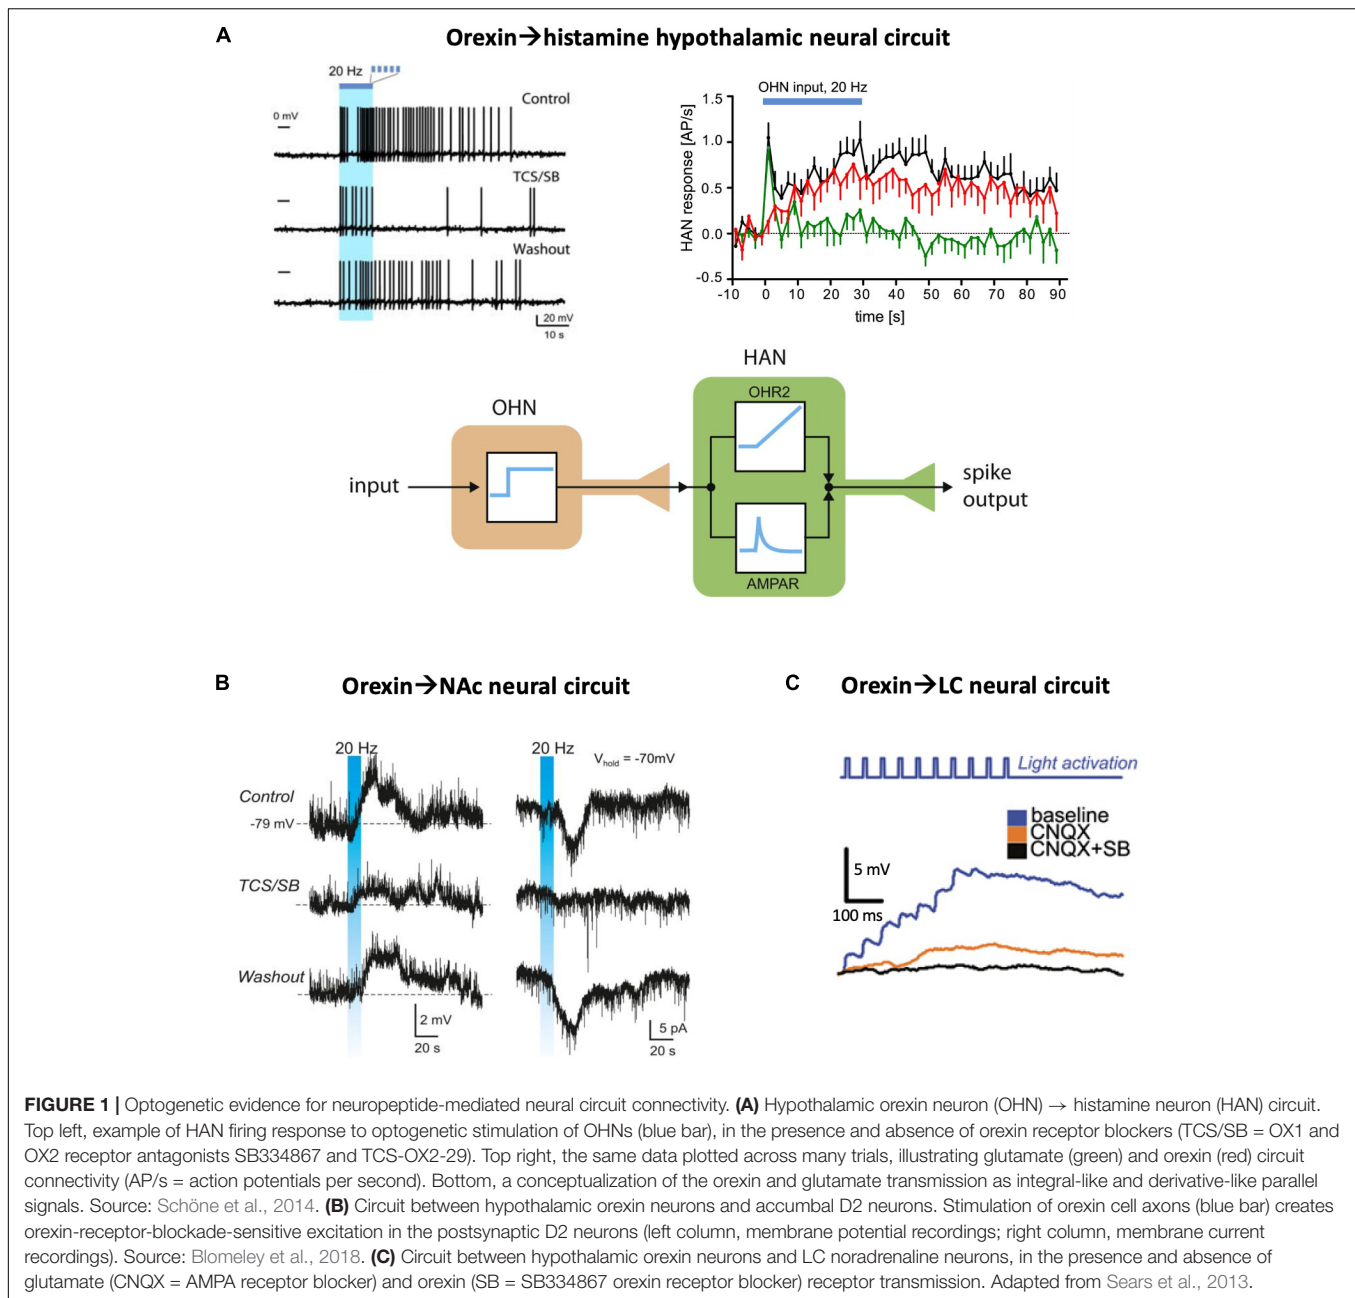 A
Orexin→histamine hypothalamic neural circuit
20 Hz
Control
0 mV
TCS/SB
Washout
20 mV
10 s
OHN input, 20 Hz
HAN response [AP/s]
1.5
1.0
0.5
0.0
-0.5
-10 0 10 20 30 40 50 60 70 80 90
time [s]
HAN
OHN
OHR2
input
spike
output
AMPAR
B
Orexin→NAc neural circuit
20 Hz
20 Hz
V hold = -70mV
Control
-79 mV
TCS/SB
Washout
2 mV
20 s
5 pA
20 s
C
Orexin→LC neural circuit
Light activation
baseline
CNQX
CNQX+SB
5 mV
100 ms
FIGURE 1 | Optogenetic evidence for neuropeptide-mediated neural circuit connectivity. (A) Hypothalamic orexin neuron (OHN) → histamine neuron (HAN) circuit.
Top left, example of HAN firing response to optogenetic stimulation of OHNs (blue bar), in the presence and absence of orexin receptor blockers (TCS/SB = OX1 and
OX2 receptor antagonists SB334867 and TCS-OX2-29). Top right, the same data plotted across many trials, illustrating glutamate (green) and orexin (red) circuit
connectivity (AP/s = action potentials per second). Bottom, a conceptualization of the orexin and glutamate transmission as integral-like and derivative-like parallel
signals. Source: Schöne et al., 2014. (B) Circuit between hypothalamic orexin neurons and accumbal D2 neurons. Stimulation of orexin cell axons (blue bar) creates
orexin-receptor-blockade-sensitive excitation in the postsynaptic D2 neurons (left column, membrane potential recordings; right column, membrane current
recordings). Source: Blomeley et al., 2018. (C) Circuit between hypothalamic orexin neurons and LC noradrenaline neurons, in the presence and absence of
glutamate (CNQX = AMPA receptor blocker) and orexin (SB = SB334867 orexin receptor blocker) receptor transmission. Adapted from Sears et al., 2013.